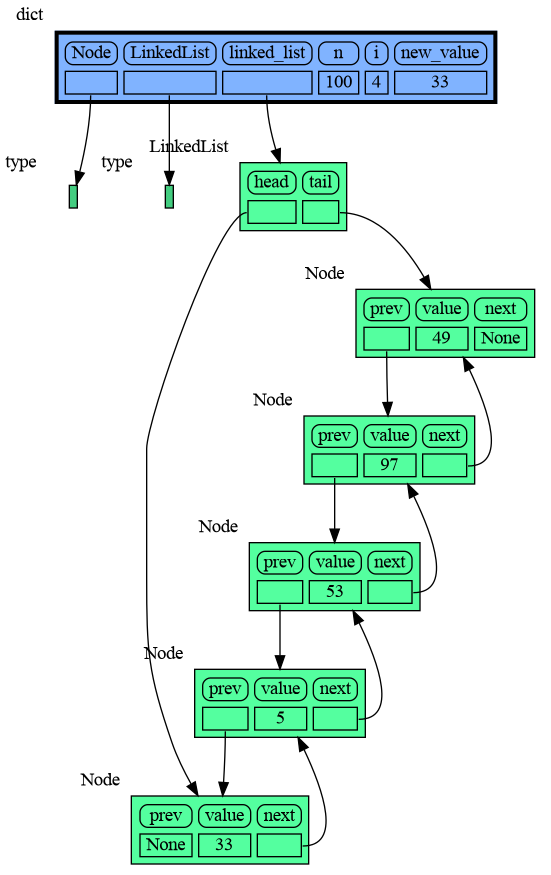 dict
Node LinkedList linked_list n i new_value
100 4 33
type type LinkedList
head tail
Node
prev value next
49 None
Node
prev value next
97
Node
prev value next
53
Node
prev value next
5
Node
prev value next
None 33